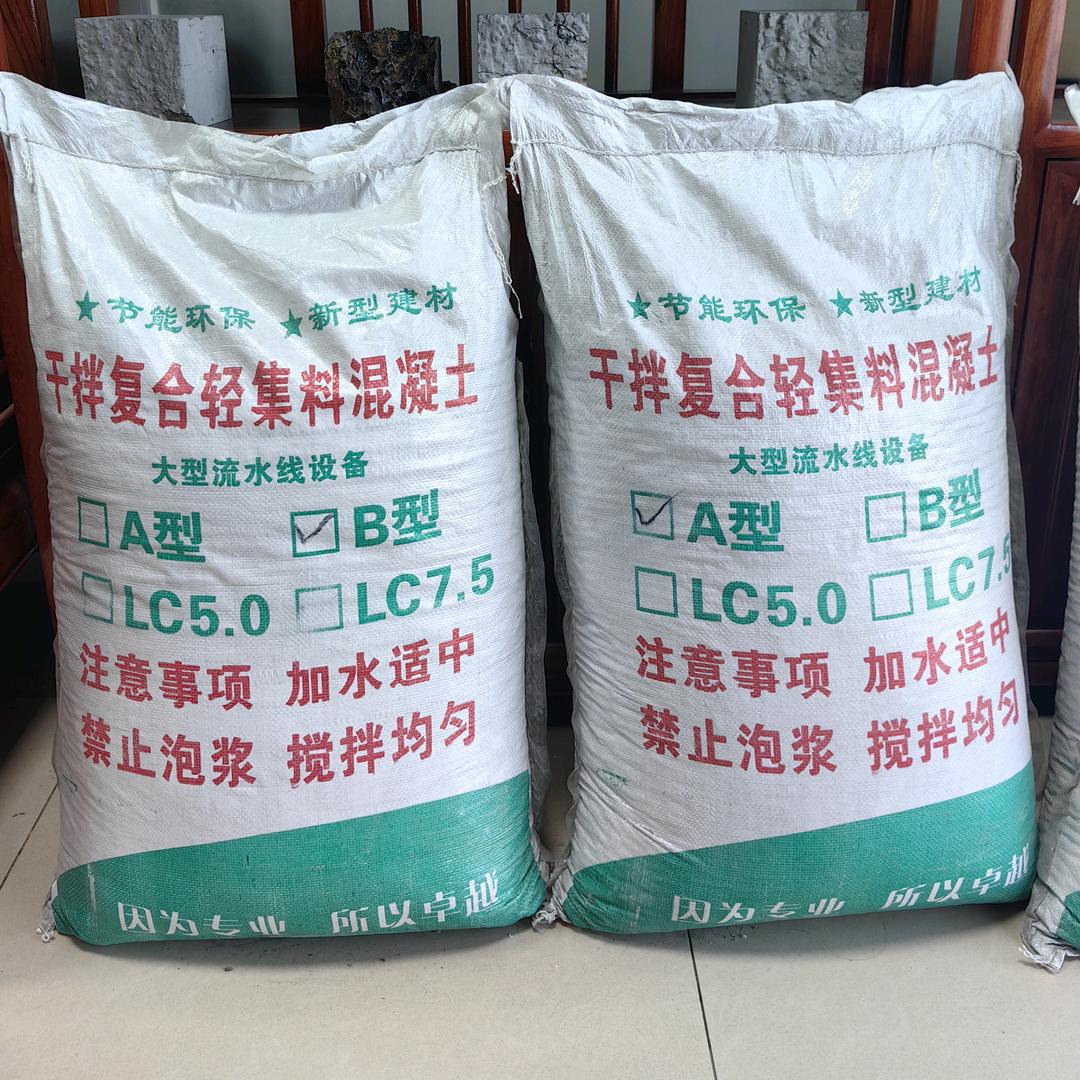 ★节能环保 ★新型建材
干拌复合轻集料混凝土
大型流水线设备
□A型 ☑B型
□LC5.0 □LC7.5
注意事项 加水适中
禁止泡浆 搅拌均匀
因为专业 所以卓越
★节能环保 ★新型建材
干拌复合轻集料混凝土
大型流水线设备
☑A型 □B型
□LC5.0 □LC7.5
注意事项 加水适中
禁止泡浆 搅拌均匀
因为专业 所以卓越